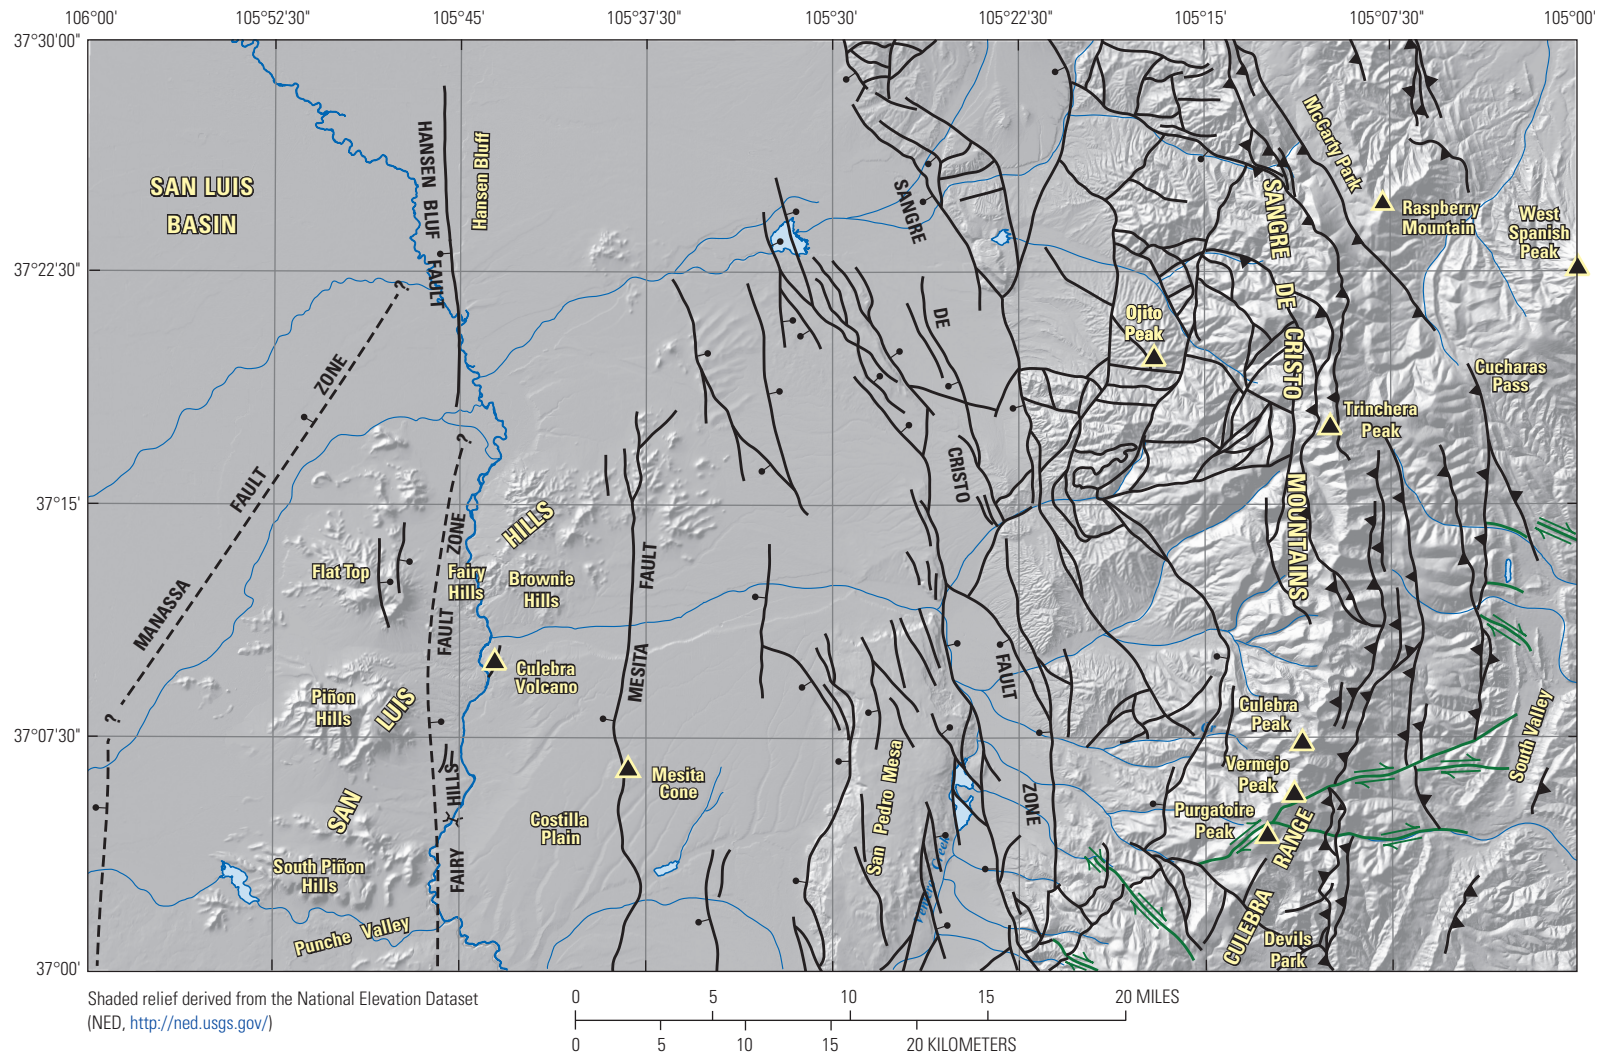 106°00'
105°52'30"
105°45'
105°37'30"
105°30'
105°22'30"
105°15'
105°07'30"
105°00'
37°30'00"
37°22'30"
37°15'
37°07'30"
37°00'
SAN LUIS
BASIN
HANSEN BLUF FAULT
Hansen Bluff
SANGRE DE CRISTO FAULT ZONE
SANGRE DE CRISTO MOUNTAINS
McCarty Park
Raspberry
Mountain
West
Spanish
Peak
Ojito
Peak
Cucharas
Pass
Trinchera
Peak
?
MANASSA FAULT ZONE
?
?
FAIRY HILLS FAULT ZONE
SAN LUIS HILLS
Flat Top
Fairy
Hills
Brownie
Hills
MESITA FAULT
Culebra
Volcano
Piñon
Hills
Mesita
Cone
Costilla
Plain
San Pedro Mesa
Culebra
Peak
Vermejo
Peak
Purgatoire
Peak
CULEBRA RANGE
South Valley
South Piñon
Hills
Punche Valley
Creek
Devils
Park
Shaded relief derived from the National Elevation Dataset
(NED, http://ned.usgs.gov/)
0 5 10 15 20 MILES
0 5 10 15 20 KILOMETERS